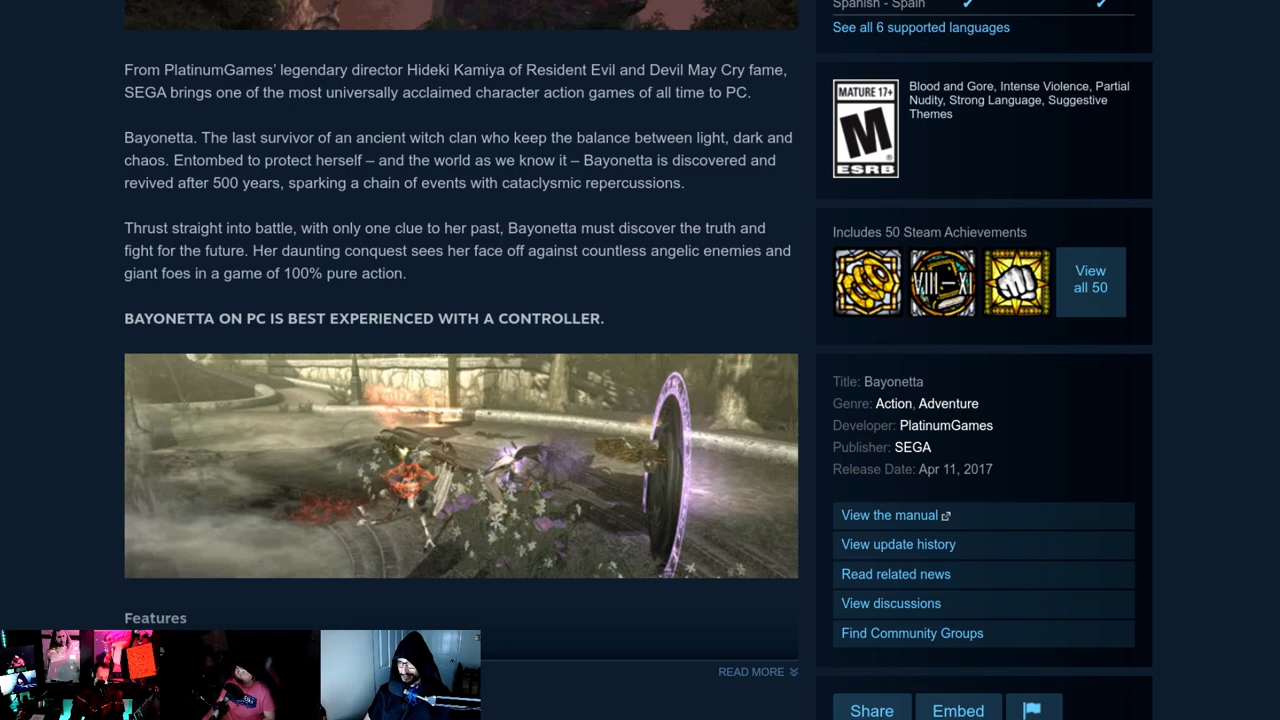 Spanish - Spain ✔ ✔
See all 6 supported languages
From PlatinumGames’ legendary director Hideki Kamiya of Resident Evil and Devil May Cry fame,
SEGA brings one of the most universally acclaimed character action games of all time to PC.
Bayonetta. The last survivor of an ancient witch clan who keep the balance between light, dark and
chaos. Entombed to protect herself – and the world as we know it – Bayonetta is discovered and
revived after 500 years, sparking a chain of events with cataclysmic repercussions.
Thrust straight into battle, with only one clue to her past, Bayonetta must discover the truth and
fight for the future. Her daunting conquest sees her face off against countless angelic enemies and
giant foes in a game of 100% pure action.
BAYONETTA ON PC IS BEST EXPERIENCED WITH A CONTROLLER.
Features
READ MORE
MATURE 17+
M
®
ESRB
Blood and Gore, Intense Violence, Partial
Nudity, Strong Language, Suggestive
Themes
Includes 50 Steam Achievements
VIII–XI
View
all 50
Title: Bayonetta
Genre: Action, Adventure
Developer: PlatinumGames
Publisher: SEGA
Release Date: Apr 11, 2017
View the manual
View update history
Read related news
View discussions
Find Community Groups
Share
Embed